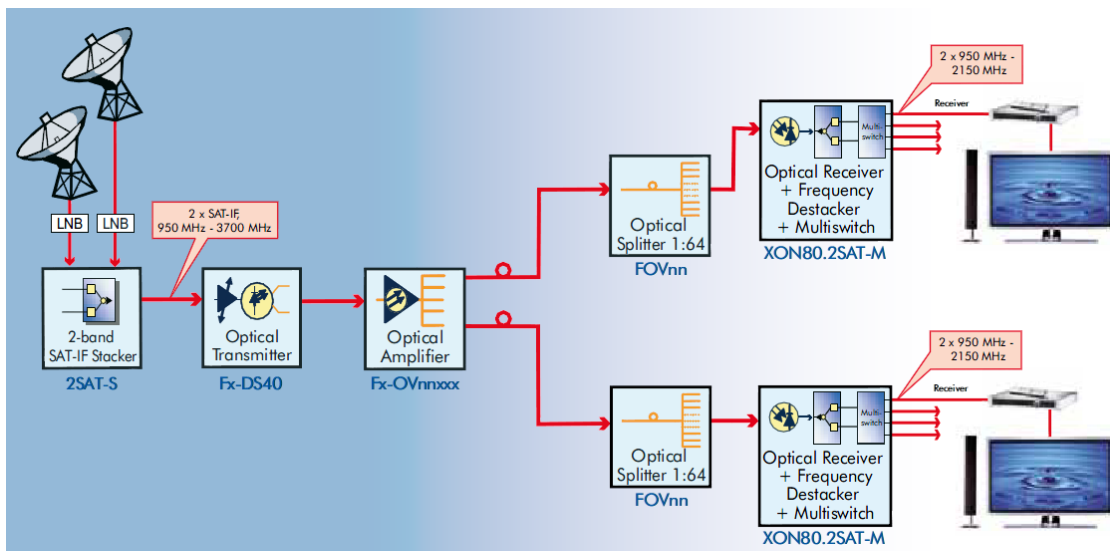 LNB
LNB
2 x SAT-IF,
950 MHz - 3700 MHz
2-band
SAT-IF Stacker
2SAT-S
Optical
Transmitter
Fx-DS40
Optical
Amplifier
Fx-OVnnxxx
Optical
Splitter 1:64
FOVnn
Multi-
switch
Optical Receiver
+ Frequency
Destacker
+ Multiswitch
XON80.2SAT-M
2 x 950 MHz -
2150 MHz
Receiver
Optical
Splitter 1:64
FOVnn
Multi-
switch
Optical Receiver
+ Frequency
Destacker
+ Multiswitch
XON80.2SAT-M
2 x 950 MHz -
2150 MHz
Receiver